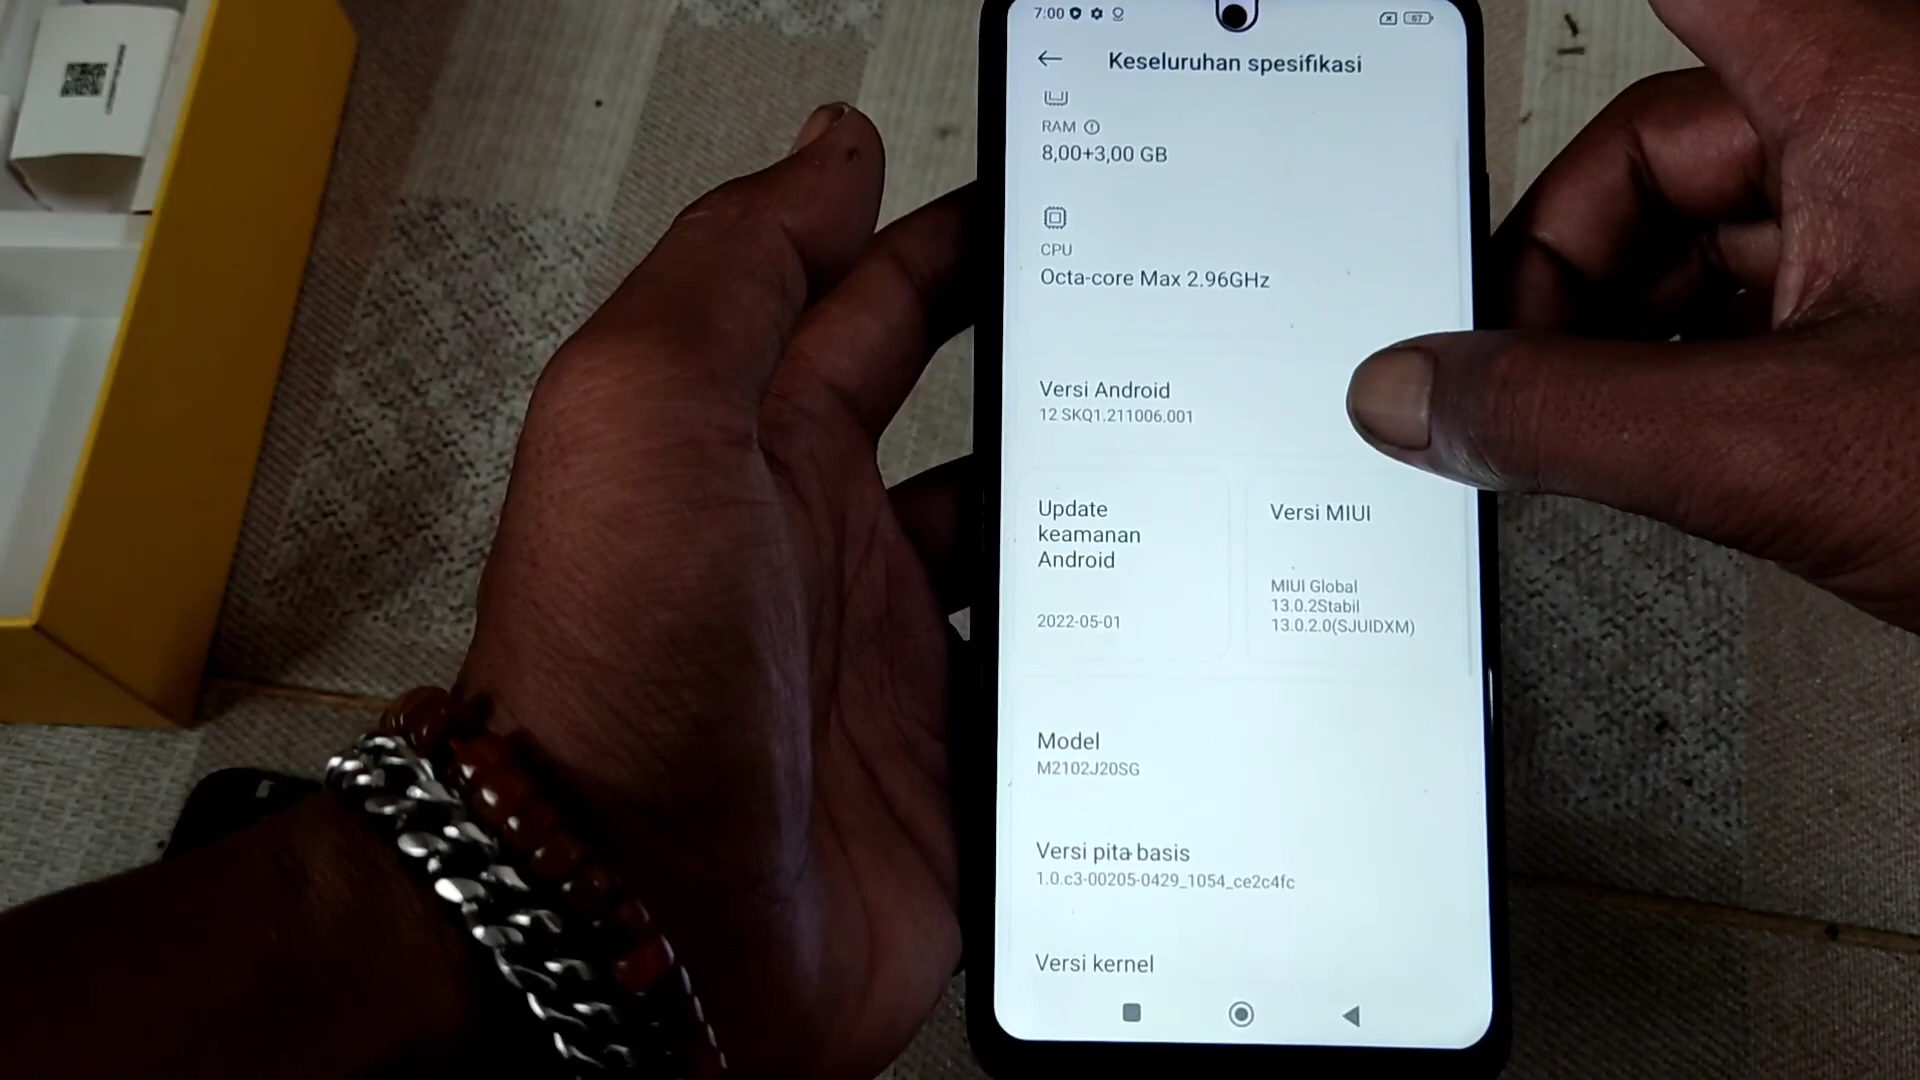 7:00
67
Keseluruhan spesifikasi
RAM
8,00+3,00 GB
CPU
Octa-core Max 2.96GHz
Versi Android
12 SKQ1.211006.001
Update
keamanan
Android
2022-05-01
Versi MIUI
MIUI Global
13.0.2Stabil
13.0.2.0(SJUIDXM)
Model
M2102J20SG
Versi pita basis
1.0.c3-00205-0429_1054_ce2c4fc
Versi kernel